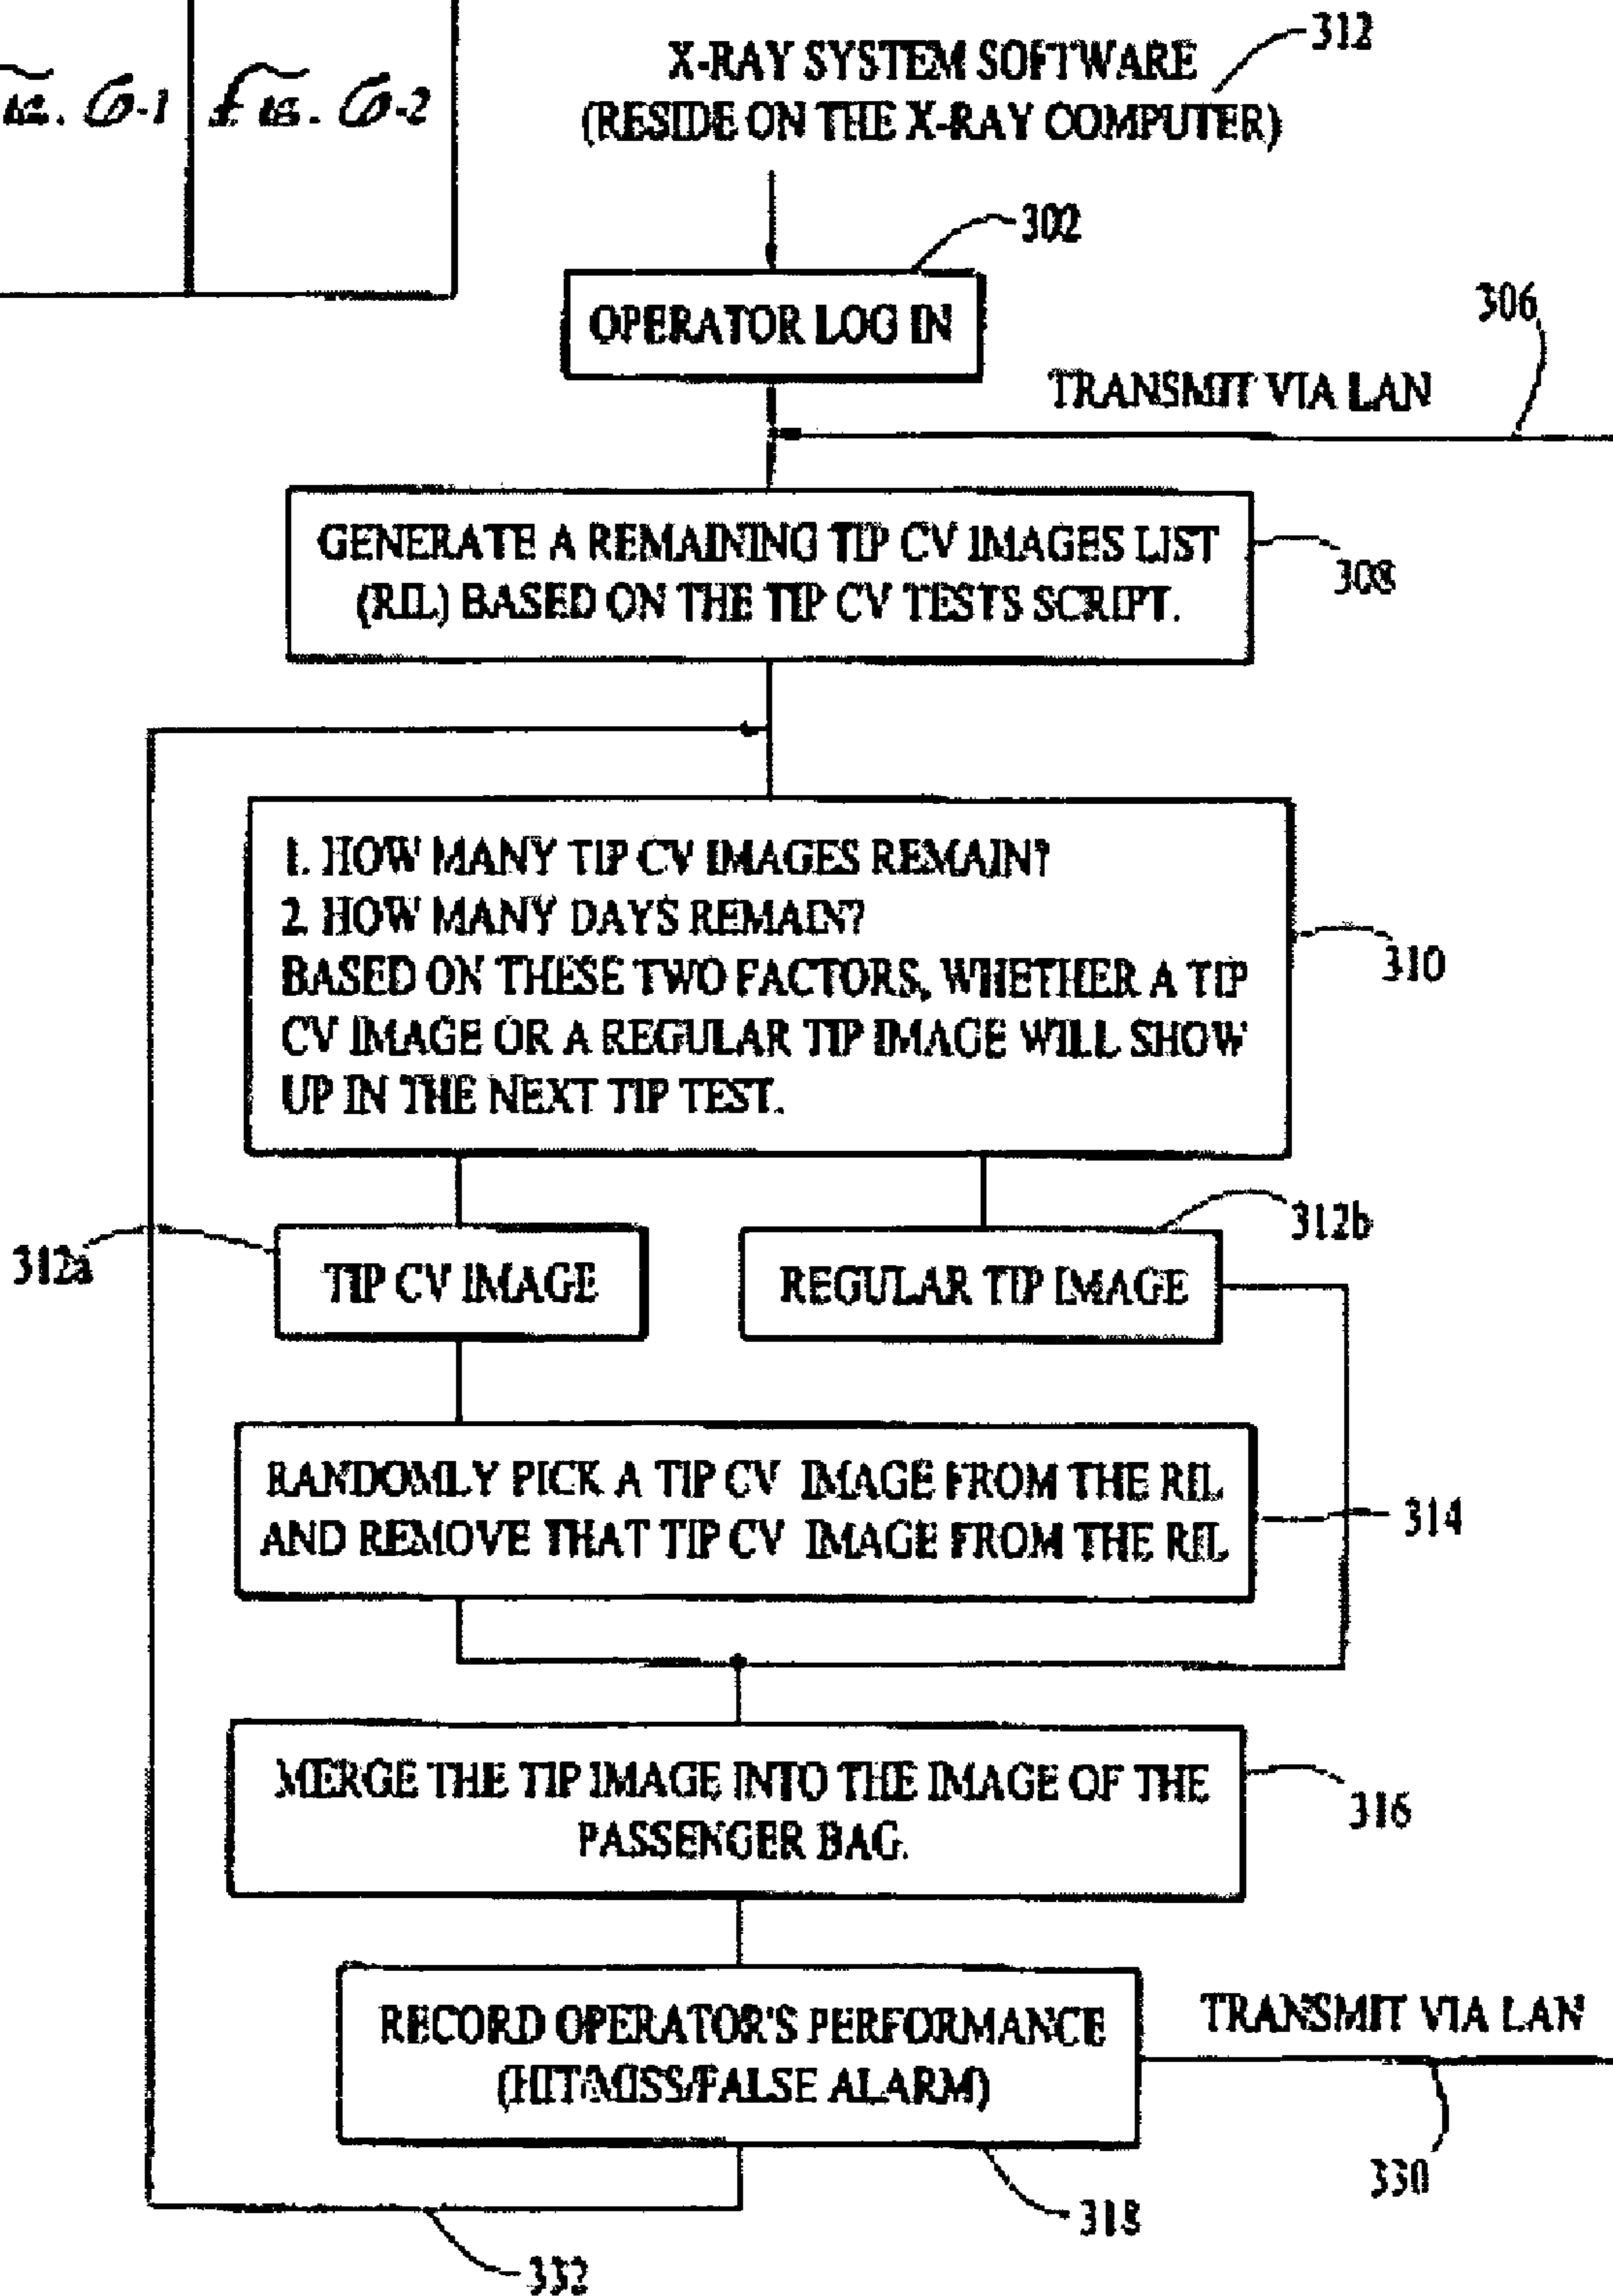 FIG. 6-1
FIG. 6-2
X-RAY SYSTEM SOFTWARE
(RESIDE ON THE X-RAY COMPUTER)
312
302
OPERATOR LOG IN
306
TRANSMIT VIA LAN
GENERATE A REMAINING TIP CV IMAGES LIST
(RIL) BASED ON THE TIP CV TESTS SCRIPT.
308
1. HOW MANY TIP CV IMAGES REMAIN?
2. HOW MANY DAYS REMAIN?
BASED ON THESE TWO FACTORS, WHETHER A TIP
CV IMAGE OR A REGULAR TIP IMAGE WILL SHOW
UP IN THE NEXT TIP TEST.
310
312a
TIP CV IMAGE
312b
REGULAR TIP IMAGE
RANDOMLY PICK A TIP CV IMAGE FROM THE RIL
AND REMOVE THAT TIP CV IMAGE FROM THE RIL
314
MERGE THE TIP IMAGE INTO THE IMAGE OF THE
PASSENGER BAG.
316
RECORD OPERATOR'S PERFORMANCE
(HIT/MISS/FALSE ALARM)
TRANSMIT VIA LAN
330
318
332